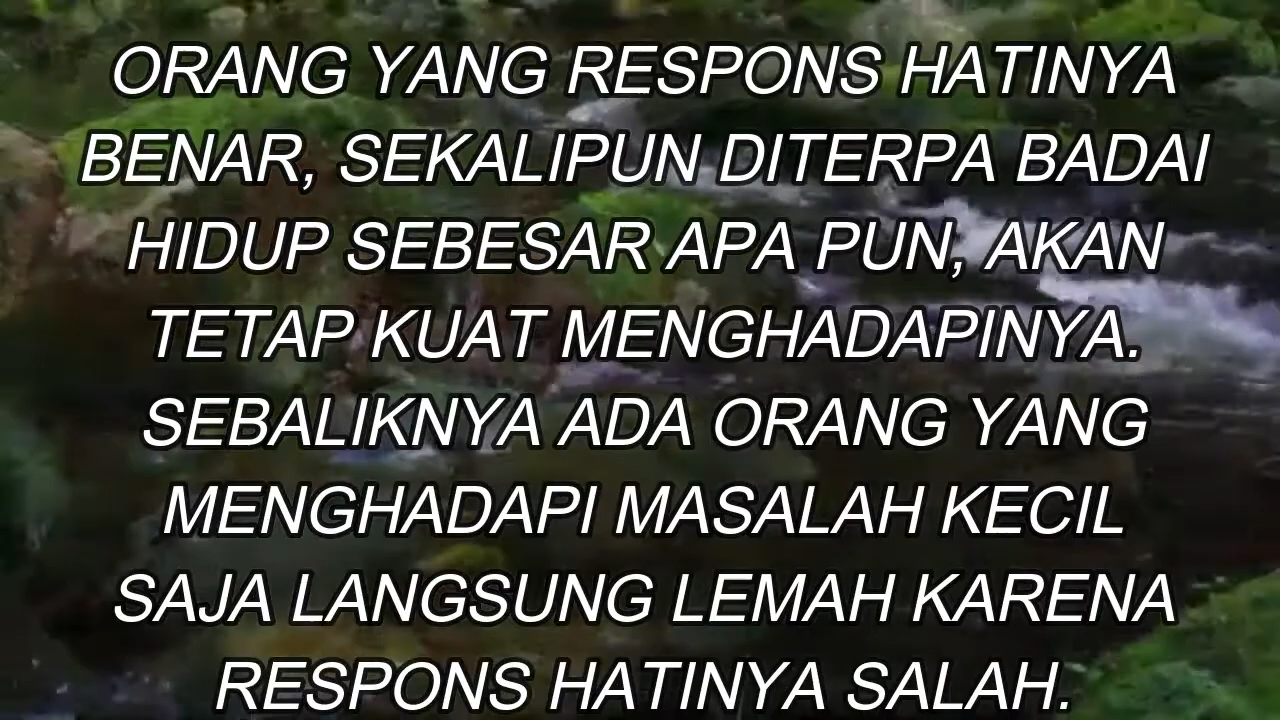 ORANG YANG RESPONS HATINYA
BENAR, SEKALIPUN DITERPA BADAI
HIDUP SEBESAR APA PUN, AKAN
TETAP KUAT MENGHADAPINYA.
SEBALIKNYA ADA ORANG YANG
MENGHADAPI MASALAH KECIL
SAJA LANGSUNG LEMAH KARENA
RESPONS HATINYA SALAH.